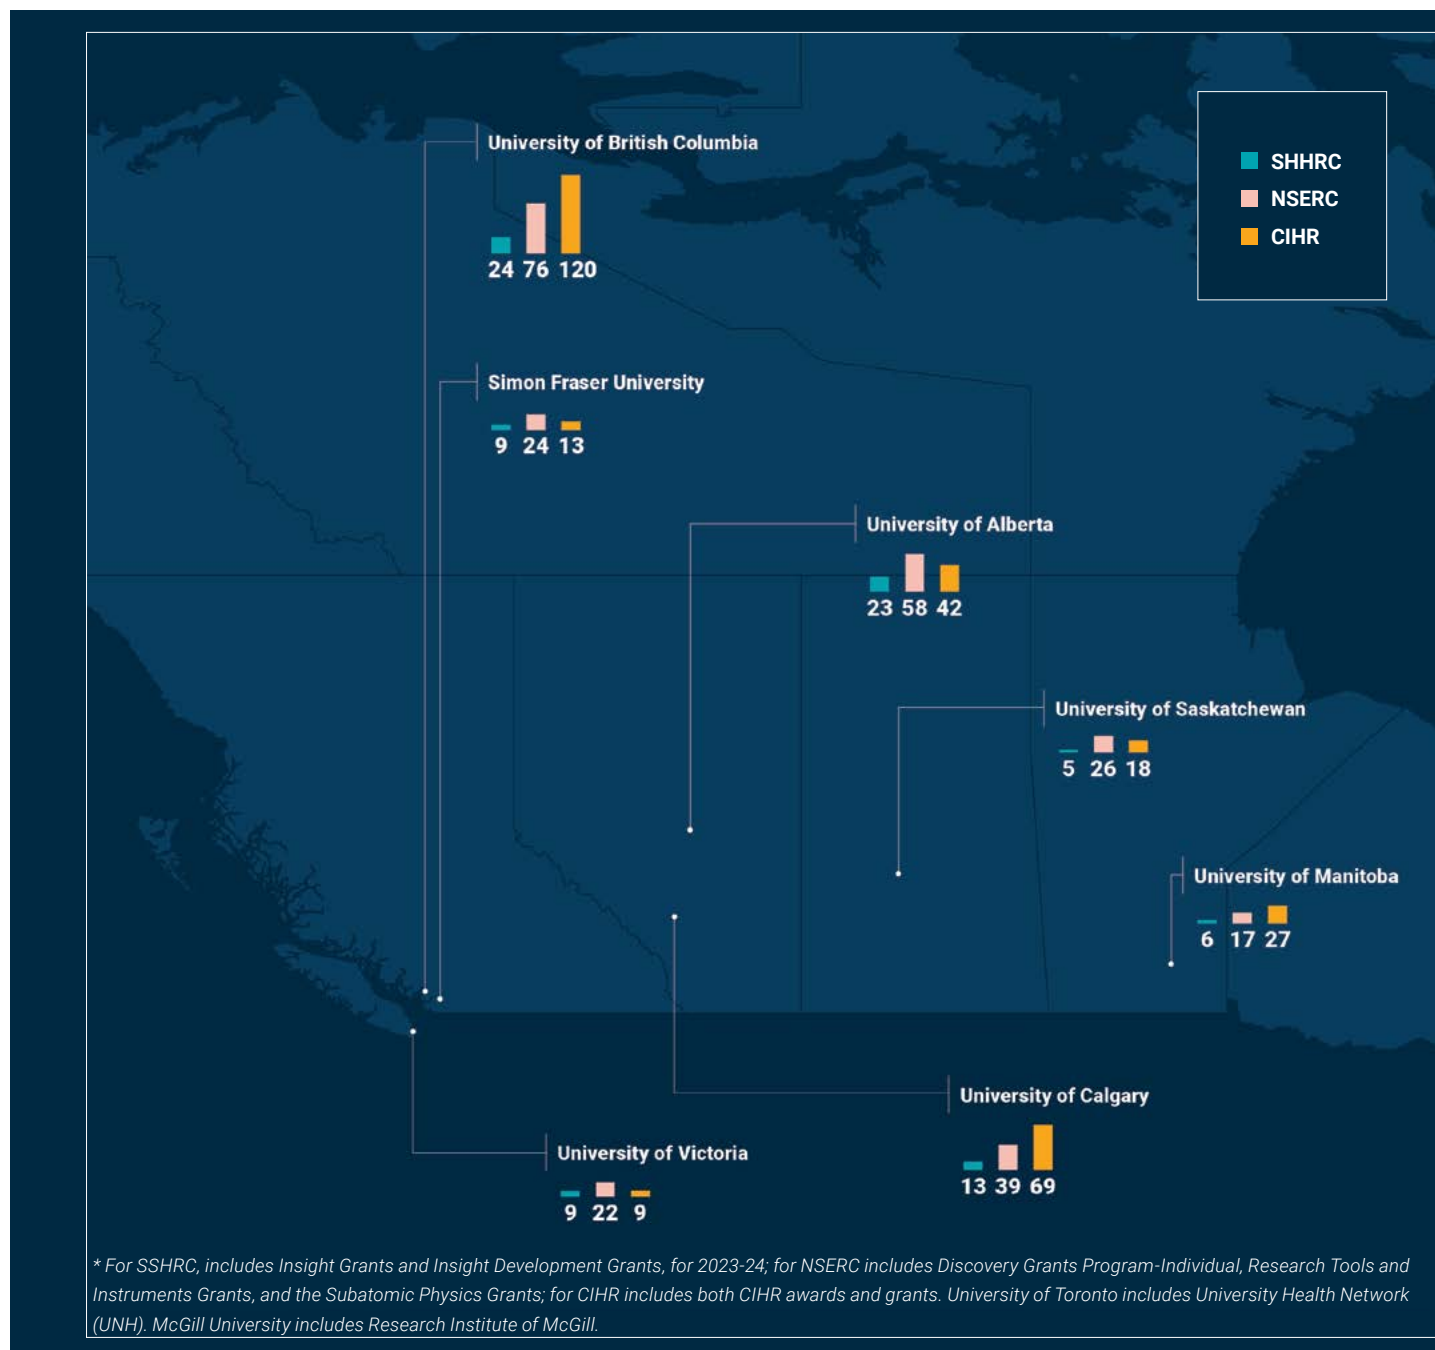 University of British Columbia
24 76 120
SHHRC
NSERC
CIHR
Simon Fraser University
9 24 13
University of Alberta
23 58 42
University of Saskatchewan
5 26 18
University of Manitoba
6 17 27
University of Calgary
13 39 69
University of Victoria
9 22 9
* For SSHRC, includes Insight Grants and Insight Development Grants, for 2023-24; for NSERC includes Discovery Grants Program-Individual, Research Tools and
Instruments Grants, and the Subatomic Physics Grants; for CIHR includes both CIHR awards and grants. University of Toronto includes University Health Network
(UNH). McGill University includes Research Institute of McGill.